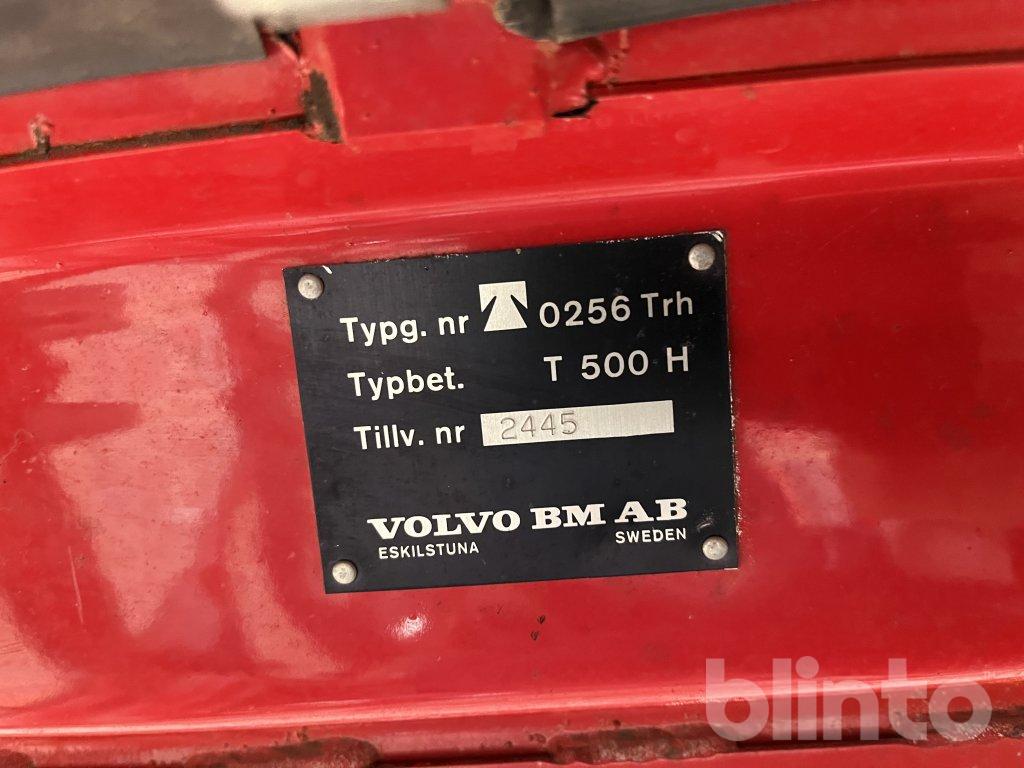 Typg. nr 0256 Trh
Typbet. T 500 H
Tillv. nr 2445
VOLVO BM AB
ESKILSTUNA SWEDEN
blinto